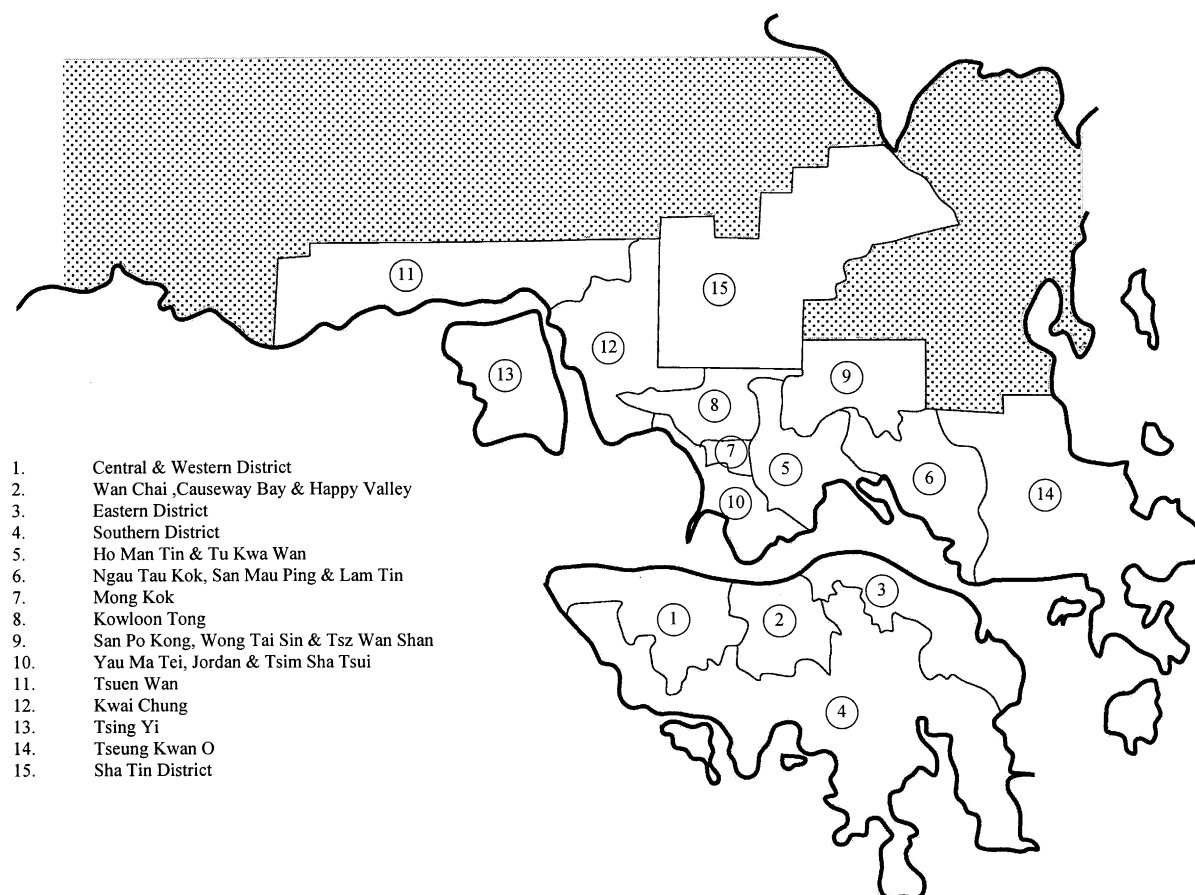 11
15
12
13
9
8
7
5
6
14
10
3
1
2
4
1. Central & Western District
2. Wan Chai ,Causeway Bay & Happy Valley
3. Eastern District
4. Southern District
5. Ho Man Tin & Tu Kwa Wan
6. Ngau Tau Kok, San Mau Ping & Lam Tin
7. Mong Kok
8. Kowloon Tong
9. San Po Kong, Wong Tai Sin & Tsz Wan Shan
10. Yau Ma Tei, Jordan & Tsim Sha Tsui
11. Tsuen Wan
12. Kwai Chung
13. Tsing Yi
14. Tseung Kwan O
15. Sha Tin District